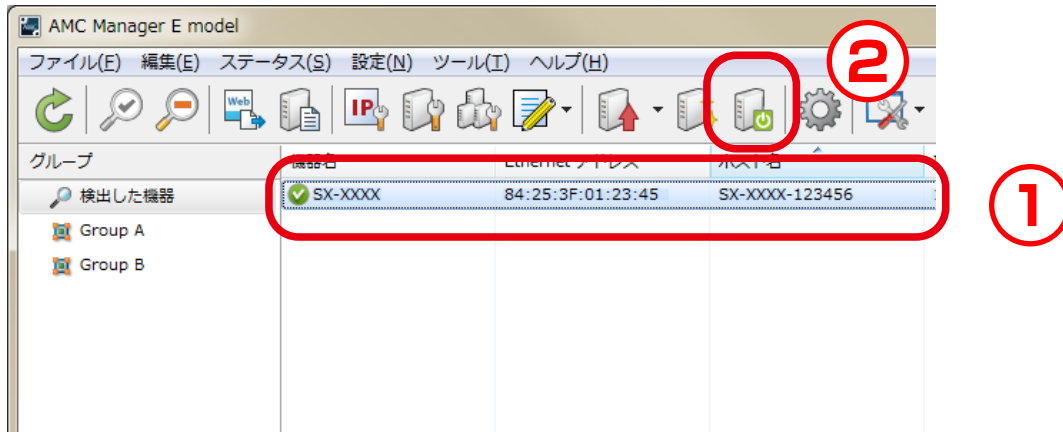 AMC Manager E model
ファイル(F) 編集(E) ステータス(S) 設定(N) ツール(T) ヘルプ(H)
②
Web IP
グループ 機器名 Ethernet アドレス ホスト名
検出した機器 SX-XXXX 84:25:3F:01:23:45 SX-XXXX-123456
①
Group A
Group B